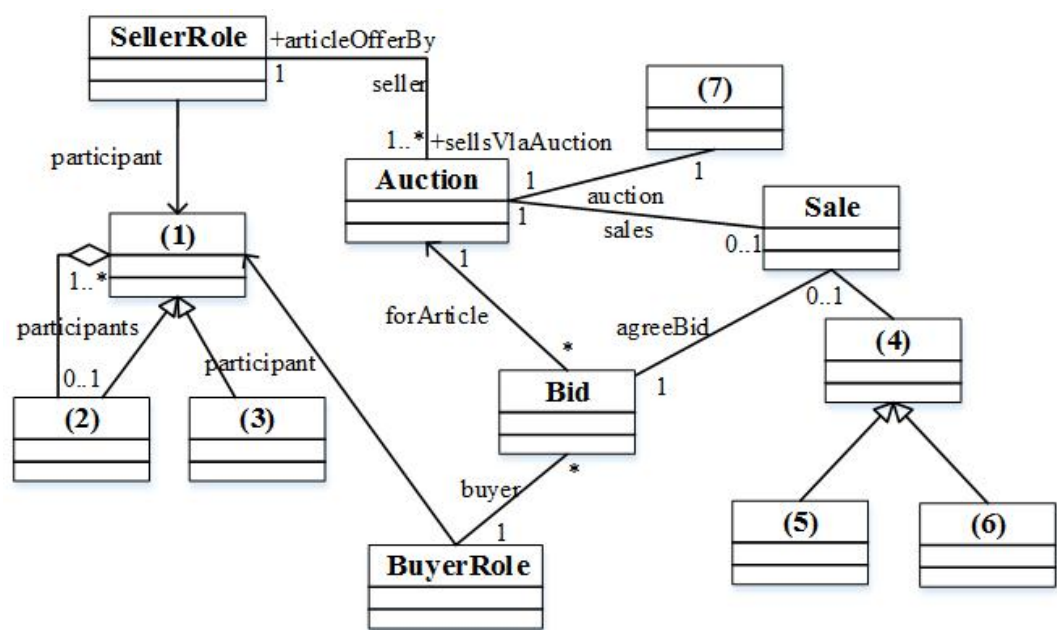 SellerRole
+articleOfferBy
1
seller
(7)
participant
1..*
+sellsVlaAuction
Auction
1
1
auction
Sale
1
sales
0..1
(1)
1..*
1
0..1
participants
forArticle
agreeBid
participant
(4)
*
0..1
Bid
1
(2)
(3)
*
buyer
(5)
(6)
1
BuyerRole